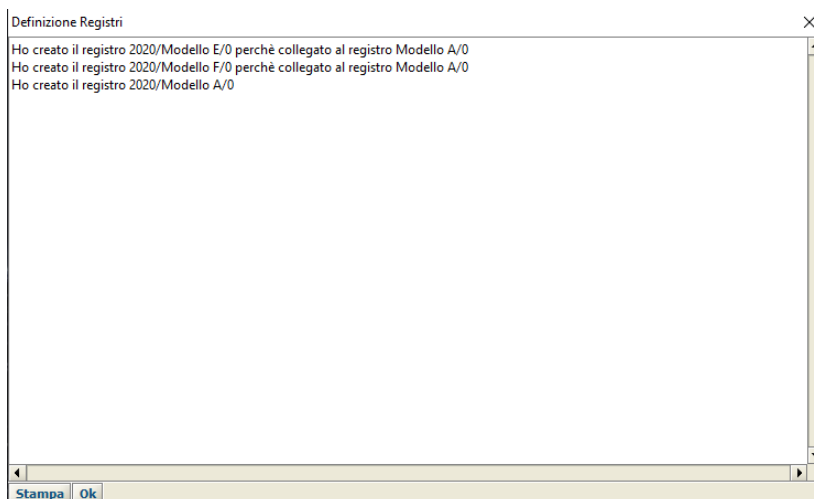 Definizione Registri
Ho creato il registro 2020/Modello E/0 perchè collegato al registro Modello A/0
Ho creato il registro 2020/Modello F/0 perchè collegato al registro Modello A/0
Ho creato il registro 2020/Modello A/0
Stampa Ok